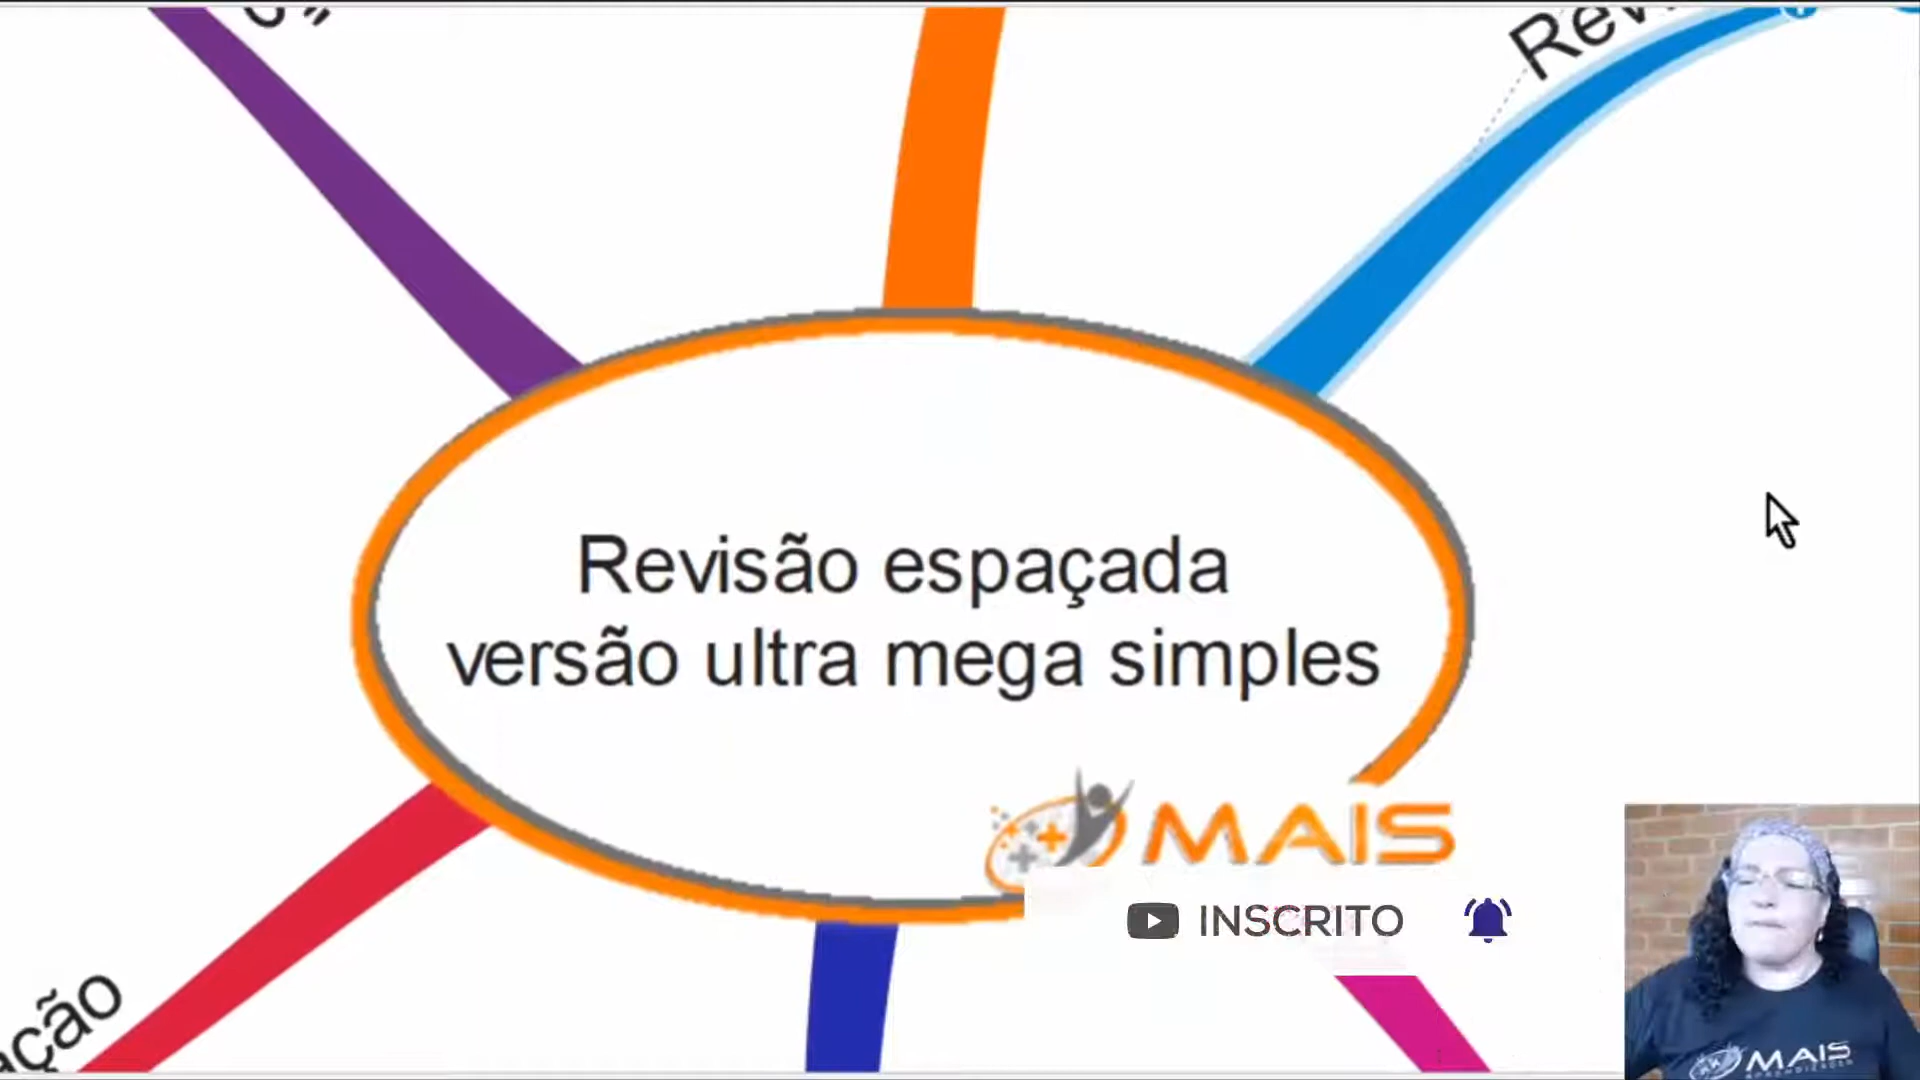 Revisão espaçada
versão ultra mega simples
MAIS
INSCRITO
MAIS